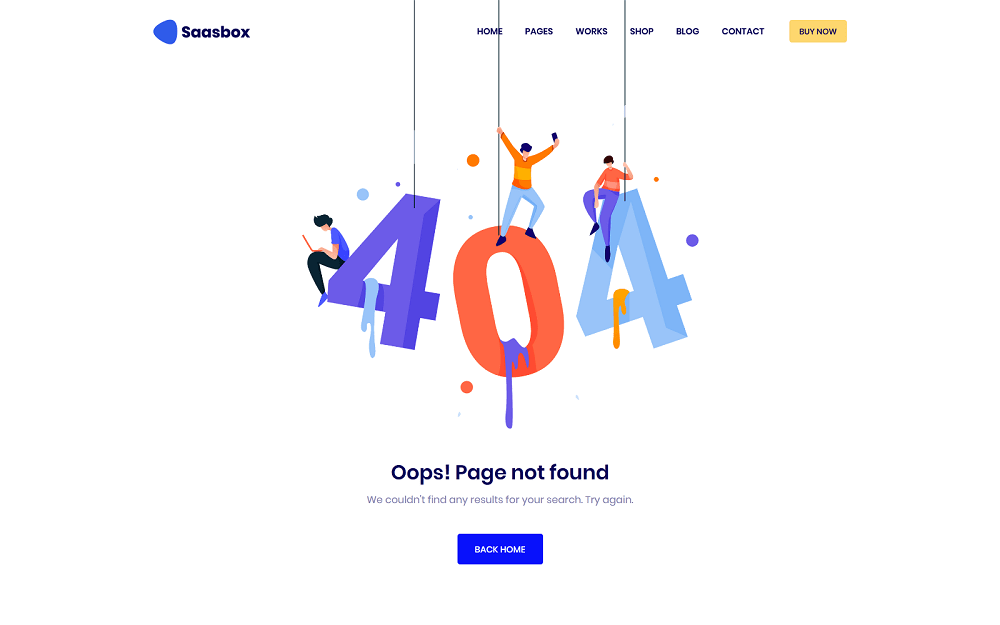 Saasbox HOME PAGES WORKS SHOP BLOG CONTACT BUY NOW
404
Oops! Page not found
We couldn't find any results for your search. Try again.
BACK HOME